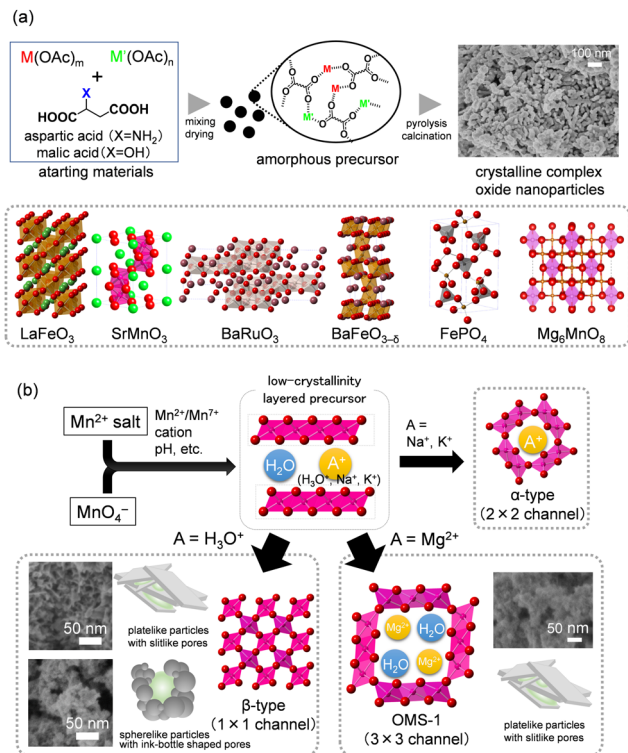 (a)
M(OAc)m M'(OAc)n
+
X
HOOC COOH
aspartic acid (X=NH₂)
malic acid(X=OH)
atarting materials
mixing
drying
M
M
M'
M'
amorphous precursor
pyrolysis
calcination
100 nm
crystalline complex
oxide nanoparticles
LaFeO₃ SrMnO₃ BaRuO₃ BaFeO₃₋δ FePO₄ Mg₆MnO₈
(b)
Mn²⁺ salt
MnO₄⁻
Mn²⁺/Mn⁷⁺
cation
pH, etc.
low-crystallinity
layered precursor
H₂O A⁺
(H₃O⁺, Na⁺, K⁺)
A =
Na⁺, K⁺
A⁺
α-type
(2×2 channel)
A = H₃O⁺
A = Mg²⁺
50 nm
platelike particles
with slitlike pores
50 nm
spherelike particles
with ink-bottle shaped pores
β-type
(1×1 channel)
Mg²⁺ H₂O
H₂O Mg²⁺
OMS-1
(3×3 channel)
50 nm
platelike particles
with slitlike pores